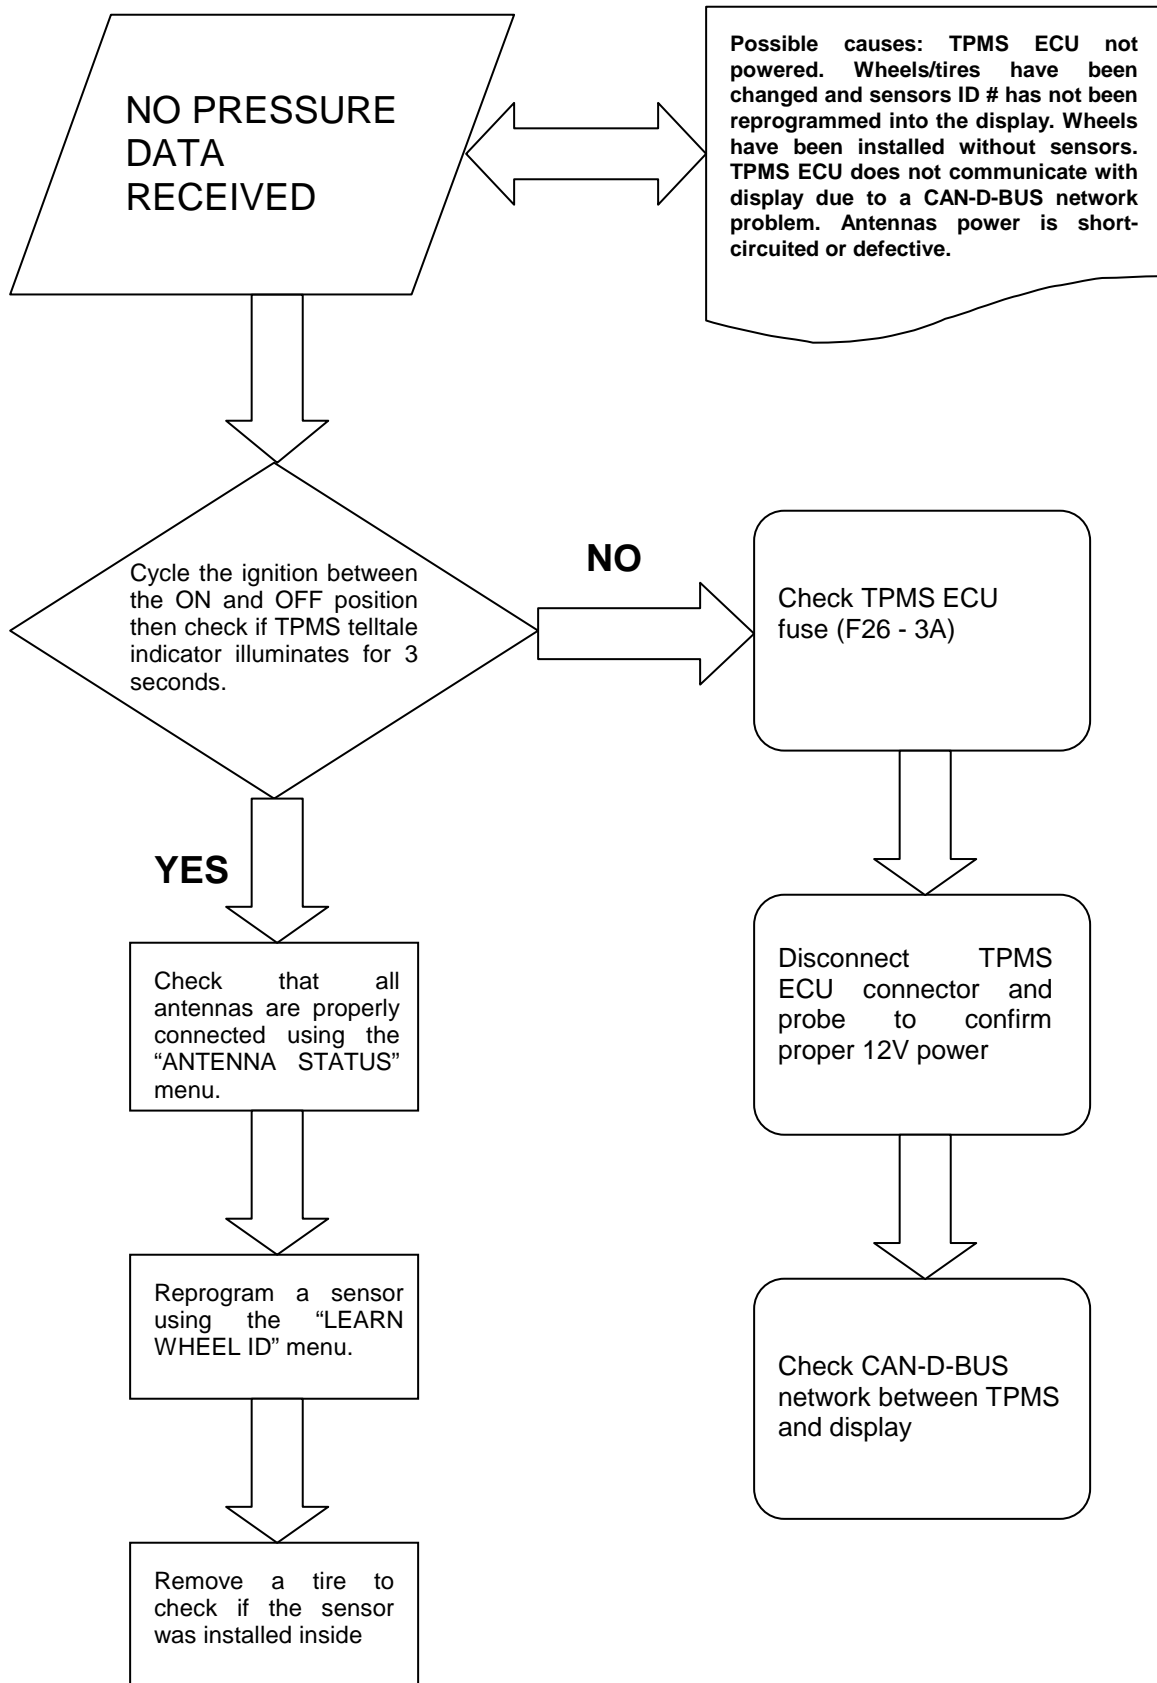 NO PRESSURE
DATA
RECEIVED
Possible causes: TPMS ECU not
powered. Wheels/tires have been
changed and sensors ID # has not been
reprogrammed into the display. Wheels
have been installed without sensors.
TPMS ECU does not communicate with
display due to a CAN-D-BUS network
problem. Antennas power is short-
circuited or defective.
Cycle the ignition between
the ON and OFF position
then check if TPMS telltale
indicator illuminates for 3
seconds.
NO
Check TPMS ECU
fuse (F26 - 3A)
YES
Check that all
antennas are properly
connected using the
“ANTENNA STATUS”
menu.
Disconnect TPMS
ECU connector and
probe to confirm
proper 12V power
Reprogram a sensor
using the “LEARN
WHEEL ID” menu.
Check CAN-D-BUS
network between TPMS
and display
Remove a tire to
check if the sensor
was installed inside